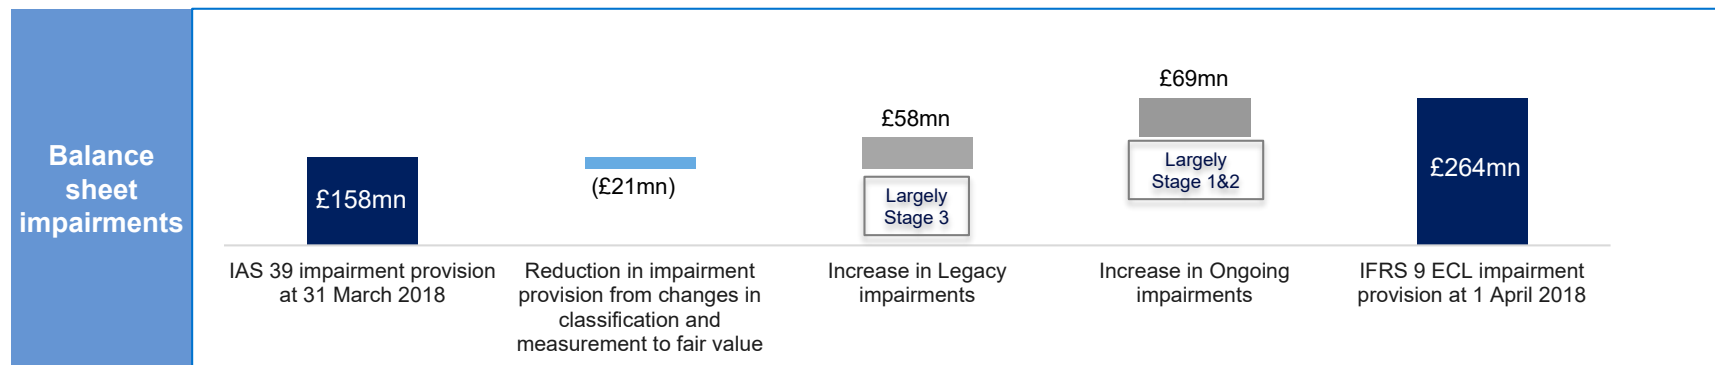 Balance
sheet
impairments
£158mn
(£21mn)
£58mn
Largely
Stage 3
£69mn
Largely
Stage 1&2
£264mn
IAS 39 impairment provision
at 31 March 2018
Reduction in impairment
provision from changes in
classification and
measurement to fair value
Increase in Legacy
impairments
Increase in Ongoing
impairments
IFRS 9 ECL impairment
provision at 1 April 2018